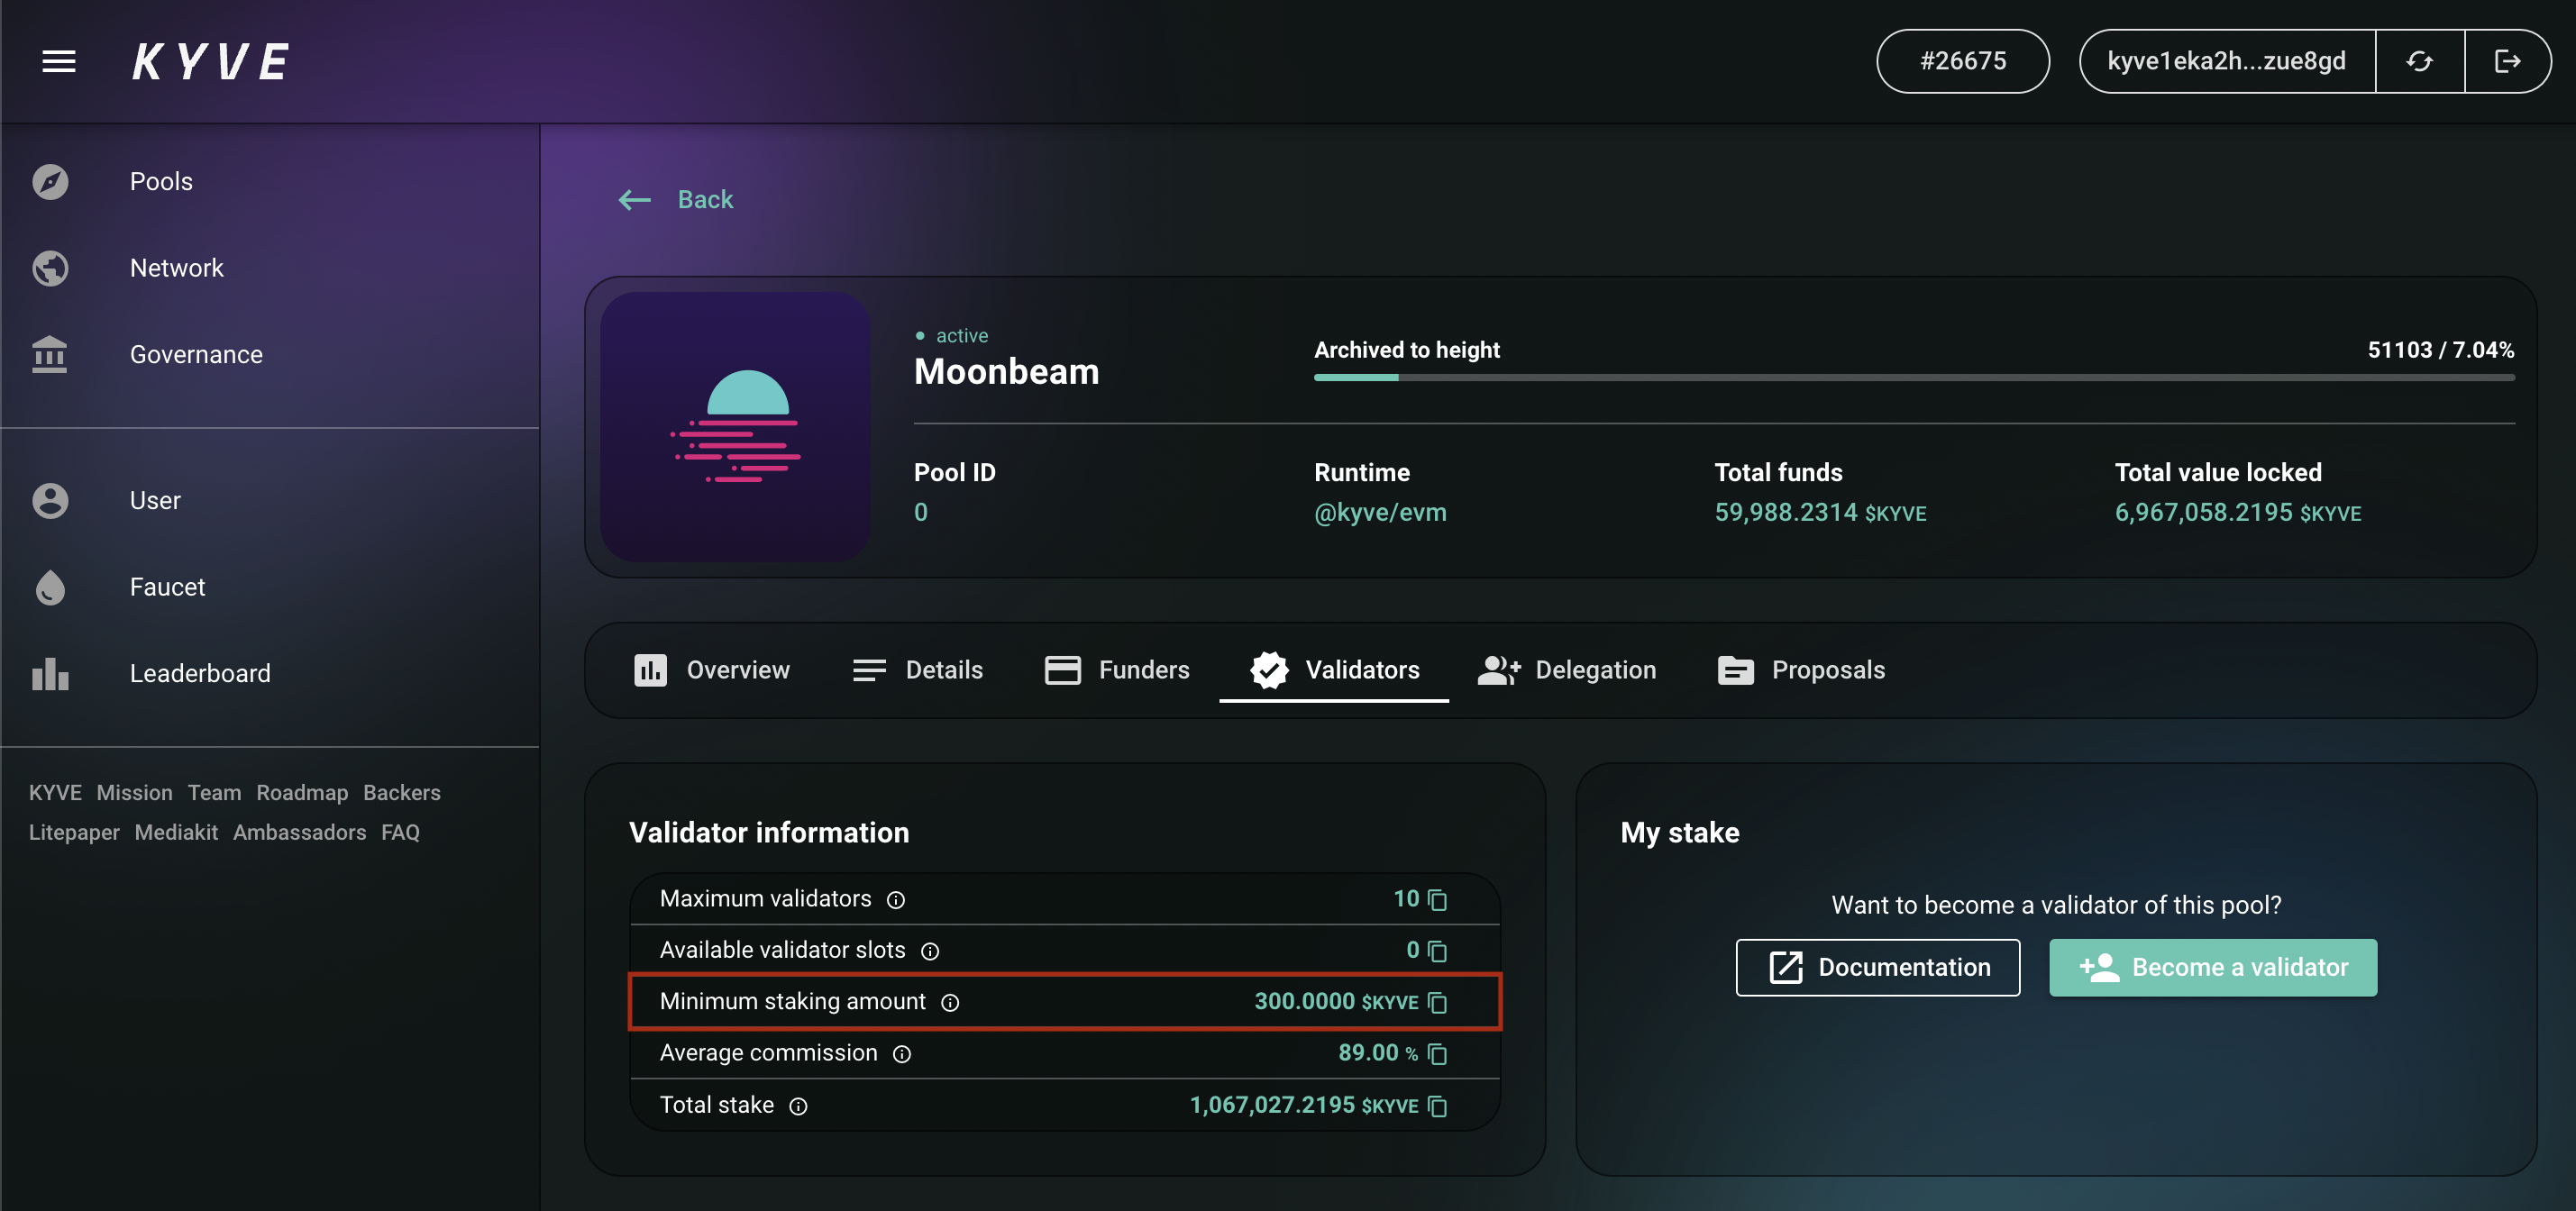 KYVE
#26675
kyve1eka2h...zue8gd
Pools
Network
Governance
User
Faucet
Leaderboard
KYVE Mission Team Roadmap Backers
Litepaper Mediakit Ambassadors FAQ
Back
active
Moonbeam
Archived to height
51103 / 7.04%
Pool ID
0
Runtime
@kyve/evm
Total funds
59,988.2314 $KYVE
Total value locked
6,967,058.2195 $KYVE
Overview
Details
Funders
Validators
Delegation
Proposals
Validator information
Maximum validators 10
Available validator slots 0
Minimum staking amount 300.0000 $KYVE
Average commission 89.00 %
Total stake 1,067,027.2195 $KYVE
My stake
Want to become a validator of this pool?
Documentation
Become a validator